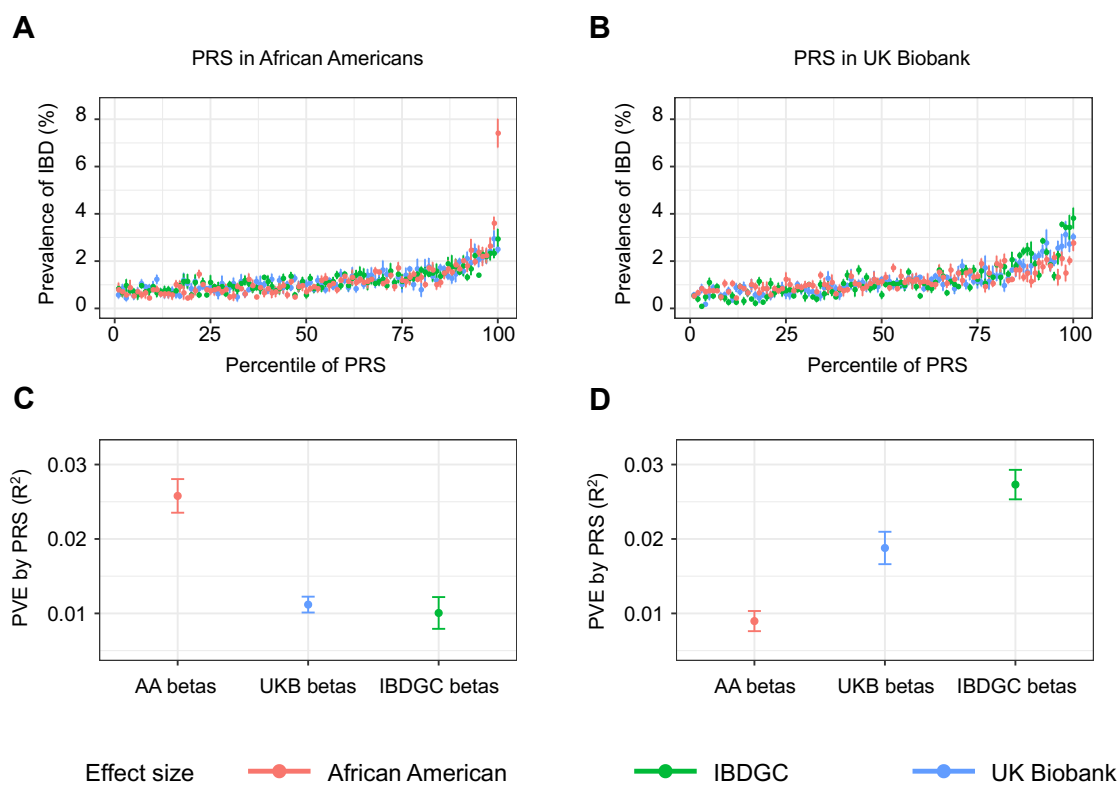 A
PRS in African Americans
Prevalence of IBD (%)
8
6
4
2
0
0 25 50 75 100
Percentile of PRS
B
PRS in UK Biobank
Prevalence of IBD (%)
8
6
4
2
0
0 25 50 75 100
Percentile of PRS
C
PVE by PRS (R²)
0.03
0.02
0.01
AA betas UKB betas IBDGC betas
D
PVE by PRS (R²)
0.03
0.02
0.01
AA betas UKB betas IBDGC betas
Effect size African American IBDGC UK Biobank